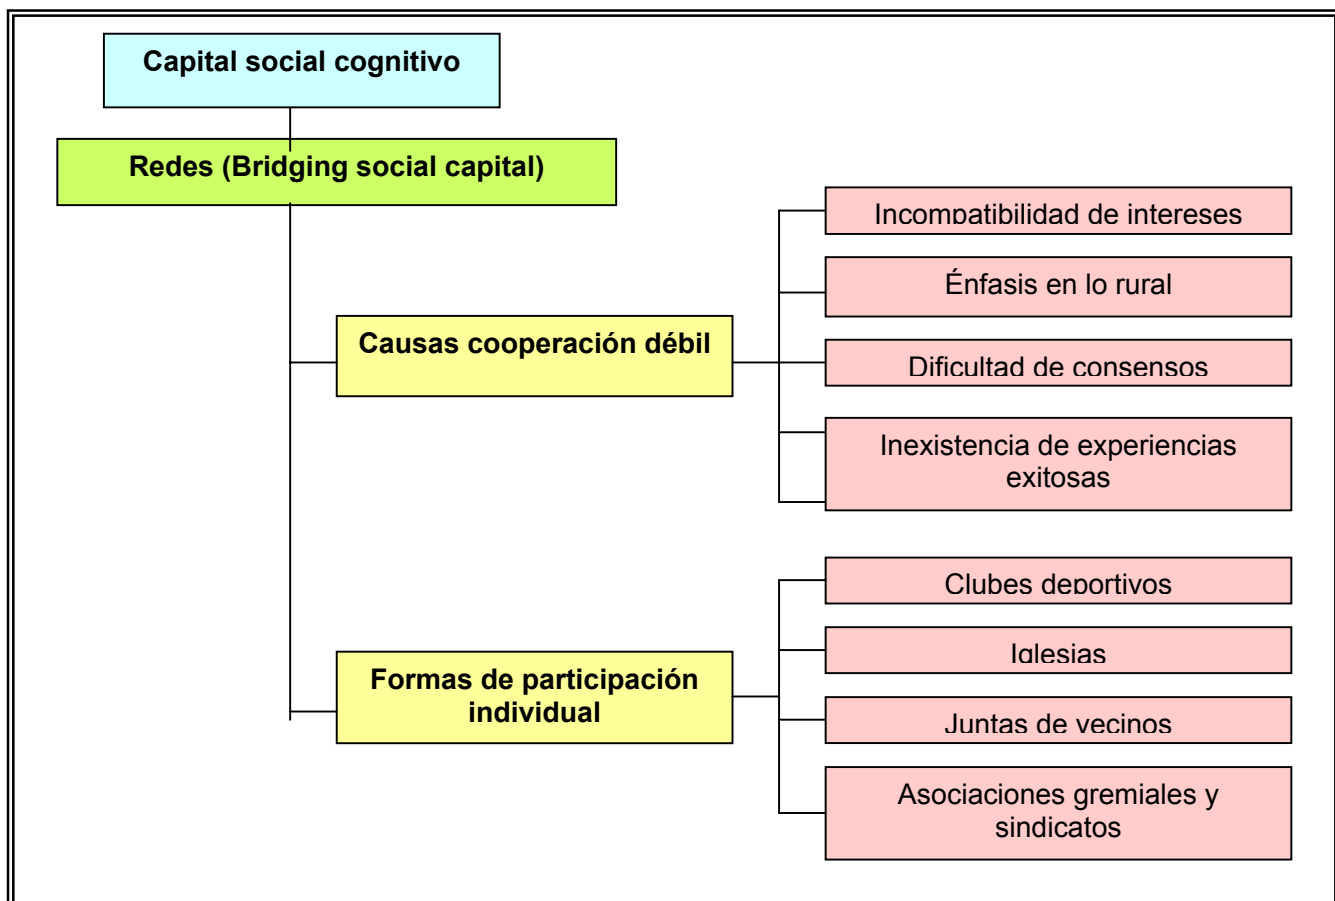 Capital social cognitivo
Redes (Bridging social capital)
Incompatibilidad de intereses
Énfasis en lo rural
Causas cooperación débil
Dificultad de consensos
Inexistencia de experiencias
exitosas
Clubes deportivos
Iglesias
Formas de participación
individual
Juntas de vecinos
Asociaciones gremiales y
sindicatos